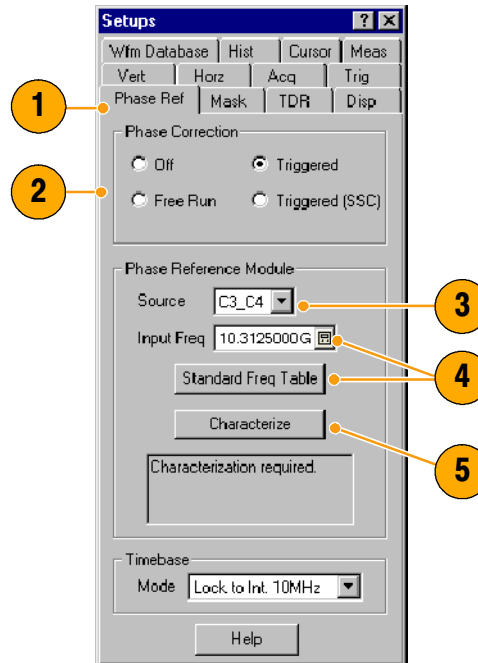 Setups
Wfm Database Hist Cursor Meas
Vert Horz Acq Trig
1
Phase Ref Mask TDR Disp
Phase Correction
Off Triggered
2
Free Run Triggered (SSC)
Phase Reference Module
Source C3_C4
3
Input Freq 10.3125000G
Standard Freq Table
4
Characterize
5
Characterization required.
Timebase
Mode Lock to Int. 10MHz
Help